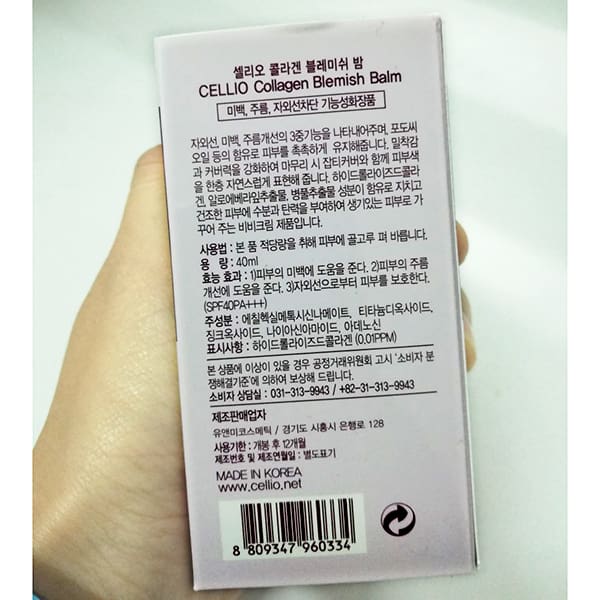 셀리오 콜라겐 블레미쉬 밤
CELLIO Collagen Blemish Balm
미백, 주름, 자외선차단 기능성화장품
자외선, 미백, 주름개선의 3중기능을 나타내어주며, 포도씨
오일 등의 함유로 피부를 촉촉하게 유지해줍니다. 밀착감
과 커버력을 강화하여 마무리 시 잡티커버와 함께 피부색
을 한층 자연스럽게 표현해 줍니다. 하이드롤라이즈드콜라
겐, 알로에베라잎추출물, 병풀추출물 성분이 함유로 지치고
건조한 피부에 수분과 탄력을 부여하여 생기있는 피부로 가
꾸어 주는 비비크림 제품입니다.
사용법 : 본 품 적당량을 취해 피부에 골고루 펴 바릅니다.
용 량 : 40ml
효능 효과 : 1)피부의 미백에 도움을 준다. 2)피부의 주름
개선에 도움을 준다. 3)자외선으로부터 피부를 보호한다.
(SPF40PA+++)
주성분 : 에칠헥실메톡시신나메이트, 티타늄디옥사이드,
징크옥사이드, 나이아신아마이드, 아데노신
표시사항 : 하이드롤라이즈드콜라겐 (0.01PPM)
본 상품에 이상이 있을 경우 공정거래위원회 고시 '소비자 분
쟁해결기준'에 의하여 보상해 드립니다.
소비자 상담실 : 031-313-9943 / +82-31-313-9943
제조판매업자
유앤미코스메틱 / 경기도 시흥시 은행로 128
사용기한 : 개봉 후 12개월
제조번호 및 제조연월일 : 별도표기
MADE IN KOREA
www.cellio.net
8 809347 960334